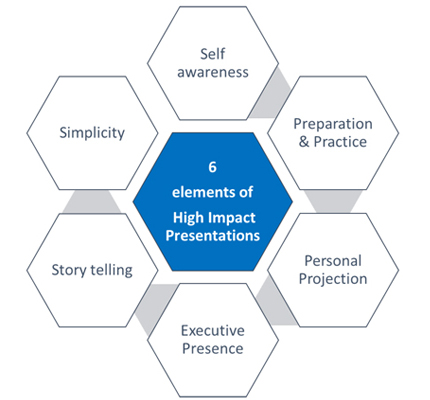 Self
awareness
Preparation
& Practice
Personal
Projection
Executive
Presence
Story telling
Simplicity
6
elements of
High Impact
Presentations